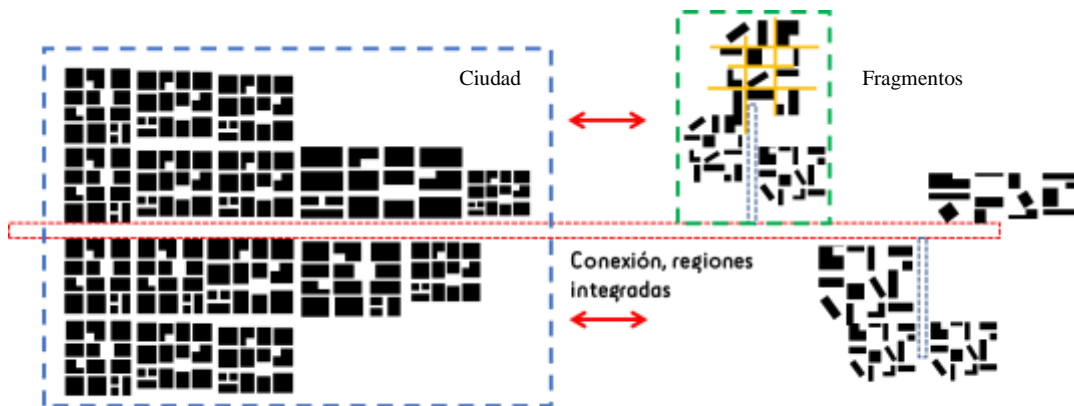 Ciudad
Fragmentos
Conexión, regiones
integradas